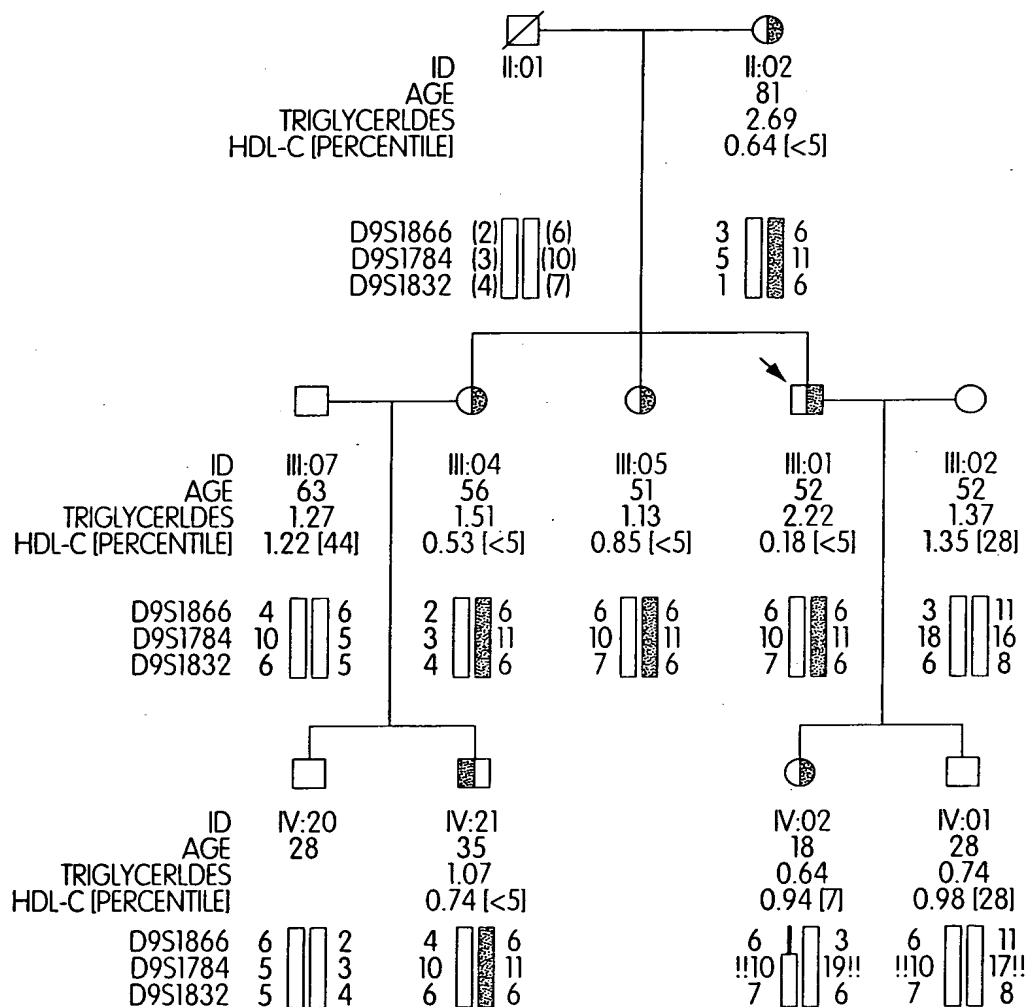 ID II:01 II:02
AGE 81
TRIGLYCERLDES 2.69
HDL-C [PERCENTILE] 0.64 [<5]
D9S1866 (2) (6) 3 6
D9S1784 (3) (10) 5 11
D9S1832 (4) (7) 1 6
ID III:07 III:04 III:05 III:01 III:02
AGE 63 56 51 52 52
TRIGLYCERLDES 1.27 1.51 1.13 2.22 1.37
HDL-C [PERCENTILE] 1.22 [44] 0.53 [<5] 0.85 [<5] 0.18 [<5] 1.35 [28]
D9S1866 4 6 2 6 6 6 6 6 3 11
D9S1784 10 5 3 11 10 11 10 11 18 16
D9S1832 6 5 4 6 7 6 7 6 6 8
ID IV:20 IV:21 IV:02 IV:01
AGE 28 35 18 28
TRIGLYCERLDES 1.07 0.64 0.74
HDL-C [PERCENTILE] 0.74 [<5] 0.94 [7] 0.98 [28]
D9S1866 6 2 4 6 6 3 6 11
D9S1784 5 3 10 11 !!10 19!! !!10 17!!
D9S1832 5 4 6 6 7 6 7 8